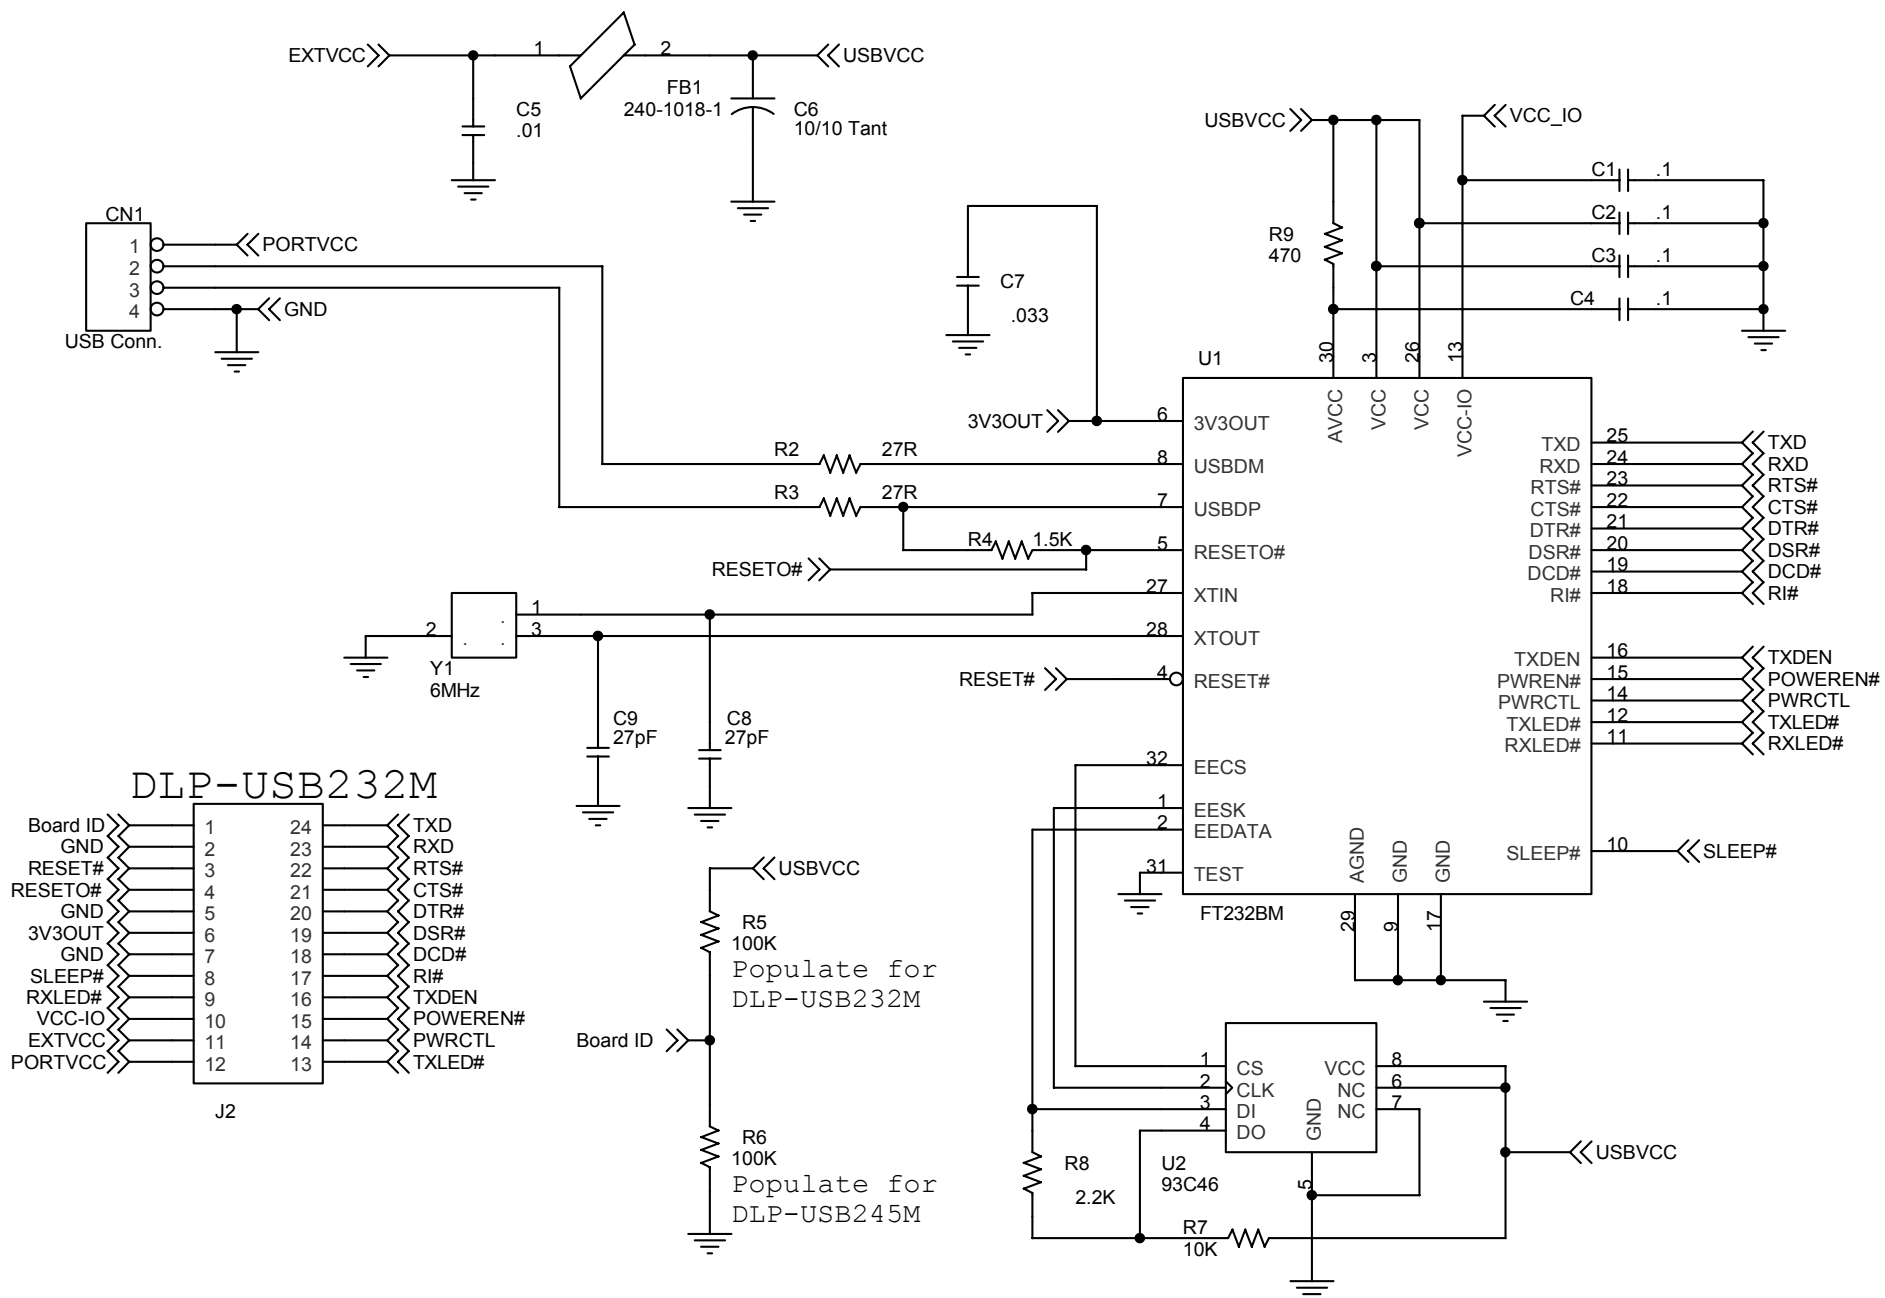 EXTVCC
1
2
USBVCC
FB1
240-1018-1
C5
.01
C6
10/10 Tant
CN1
1
2
3
4
PORTVCC
GND
USB Conn.
USBVCC
VCC_IO
C1 .1
C2 .1
C3 .1
C4 .1
R9
470
C7
.033
30
3
26
13
U1
AVCC
VCC
VCC
VCC-IO
3V3OUT
6
3V3OUT
R2 27R
8
USBDM
R3 27R
7
USBDP
R4 1.5K
5
RESETO#
RESETO#
27
XTIN
28
XTOUT
RESET#
4
RESET#
1
2
3
Y1
6MHz
C9
27pF
C8
27pF
TXD 25 TXD
RXD 24 RXD
RTS# 23 RTS#
CTS# 22 CTS#
DTR# 21 DTR#
DSR# 20 DSR#
DCD# 19 DCD#
RI# 18 RI#
TXDEN 16 TXDEN
PWREN# 15 POWEREN#
PWRCTL 14 PWRCTL
TXLED# 12 TXLED#
RXLED# 11 RXLED#
32 EECS
1 EESK
2 EEDATA
31 TEST
SLEEP# 10 SLEEP#
AGND
GND
GND
29
9
17
FT232BM
DLP-USB232M
Board ID 1 24 TXD
GND 2 23 RXD
RESET# 3 22 RTS#
RESETO# 4 21 CTS#
GND 5 20 DTR#
3V3OUT 6 19 DSR#
GND 7 18 DCD#
SLEEP# 8 17 RI#
RXLED# 9 16 TXDEN
VCC-IO 10 15 POWEREN#
EXTVCC 11 14 PWRCTL
PORTVCC 12 13 TXLED#
J2
USBVCC
R5
100K
Populate for
DLP-USB232M
Board ID
R6
100K
Populate for
DLP-USB245M
1 CS VCC 8
2 CLK NC 6
3 DI NC 7
4 DO
GND
5
U2
93C46
USBVCC
R8
2.2K
R7
10K